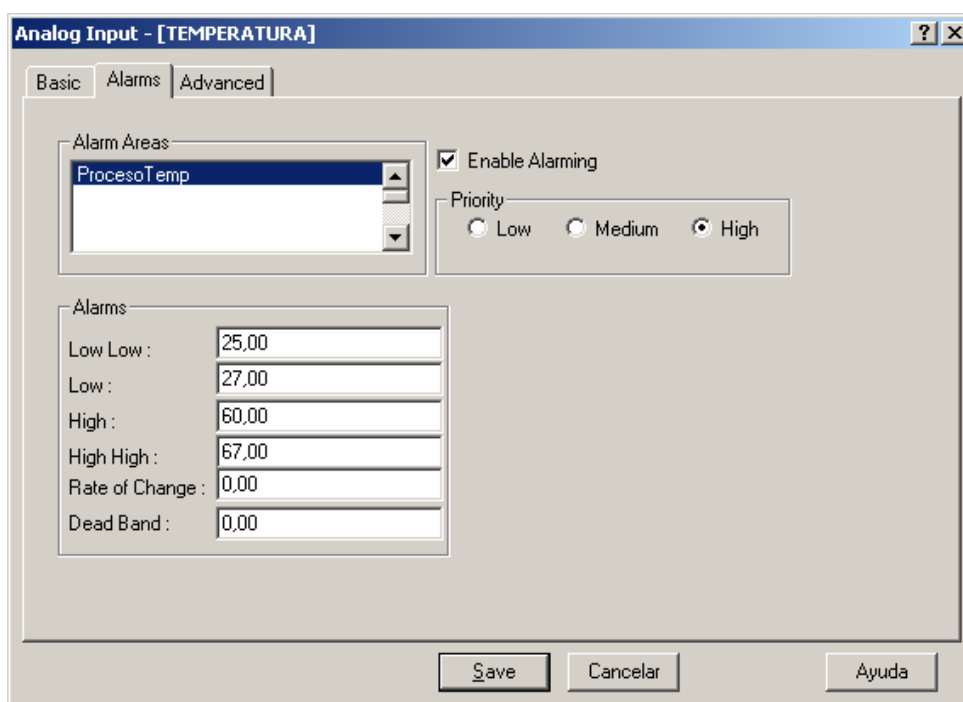 Analog Input - [TEMPERATURA]
Basic Alarms Advanced
Alarm Areas
ProcesoTemp
Enable Alarming
Priority
Low Medium High
Alarms
Low Low : 25,00
Low : 27,00
High : 60,00
High High : 67,00
Rate of Change : 0,00
Dead Band : 0,00
Save Cancelar Ayuda